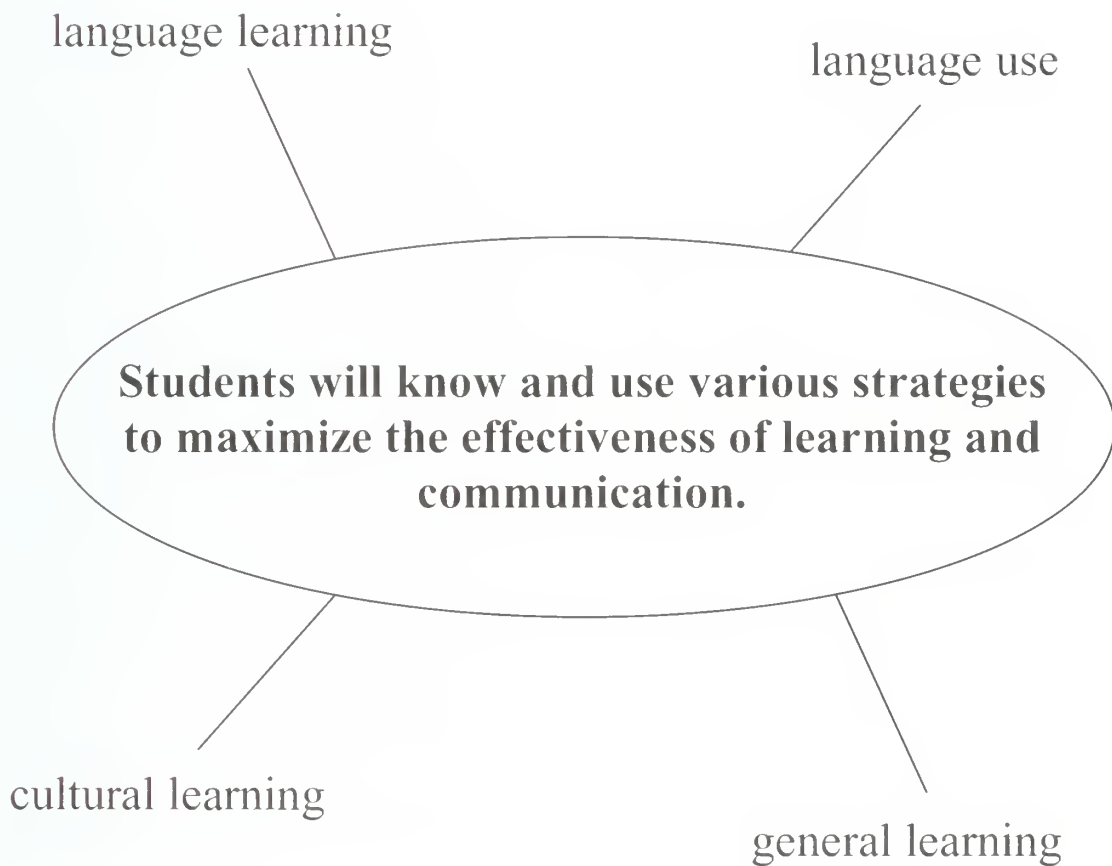 language learning
language use
Students will know and use various strategies
to maximize the effectiveness of learning and
communication.
cultural learning
general learning